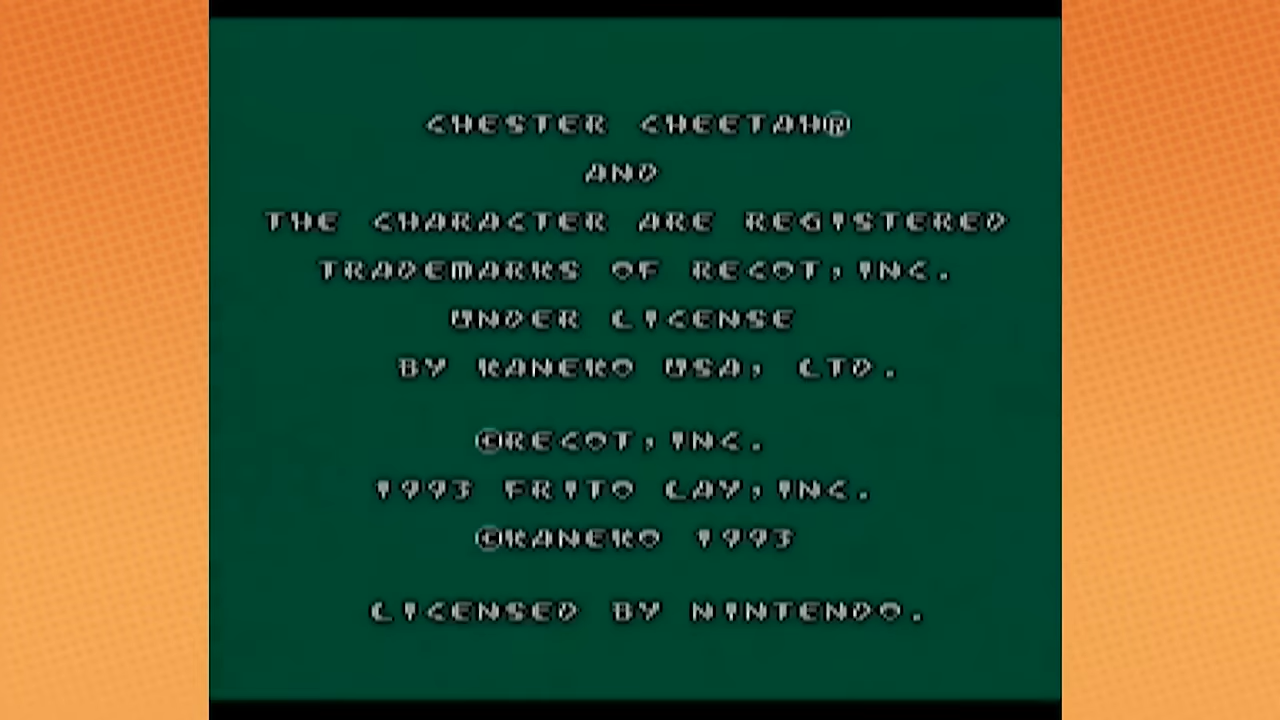 CHESTER CHEETAH®
AND
THE CHARACTER ARE REGISTERED
TRADEMARKS OF RECOT,INC.
UNDER LICENSE
BY KANEKO USA, LTD.
©RECOT,INC.
1993 FRITO LAY,INC.
©KANEKO 1993
LICENSED BY NINTENDO.